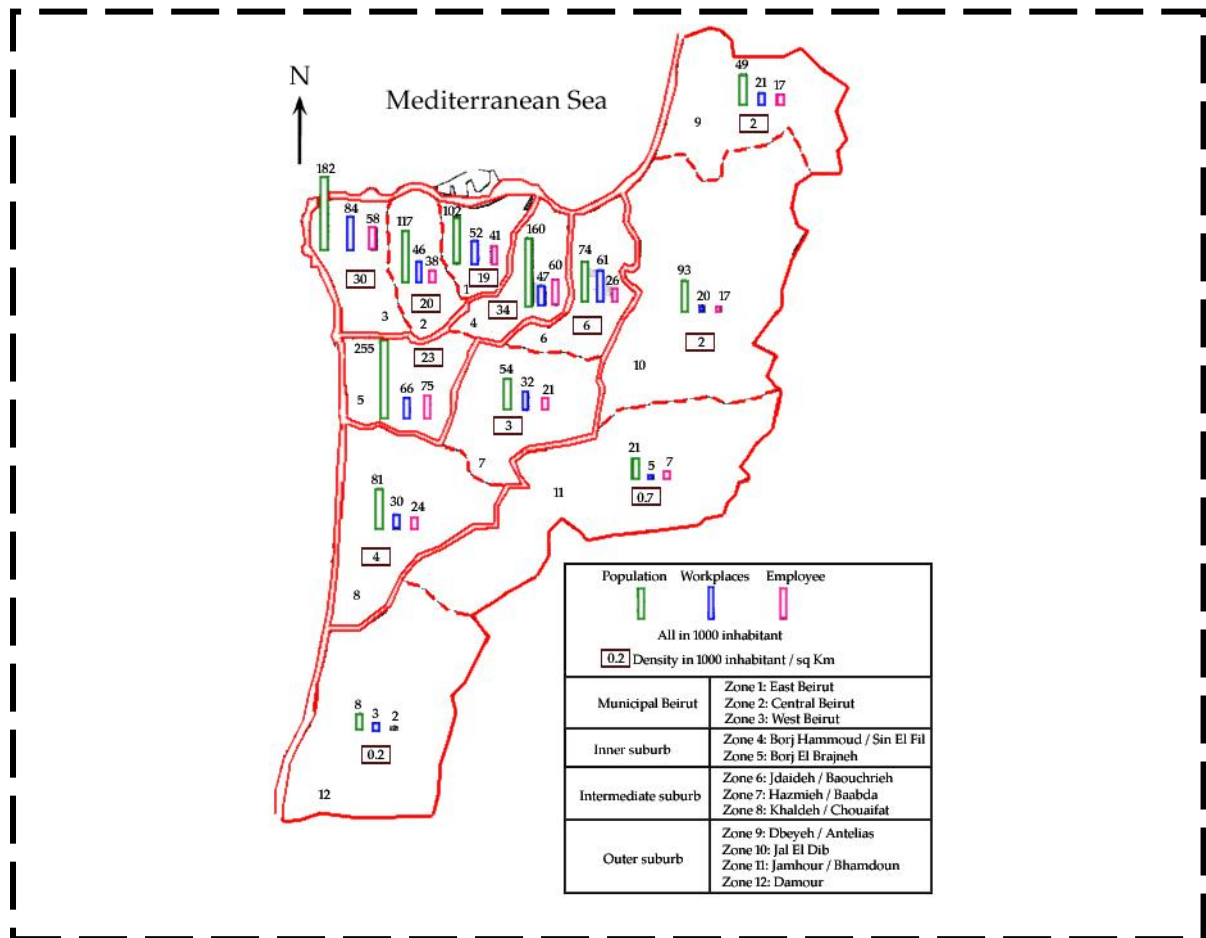 N
Mediterranean Sea
49
21
17
9
2
182
84
58
30
3
117
46
38
20
2
102
52
41
19
1
160
47
60
34
4
74
61
26
6
6
93
20
17
2
10
255
66
75
23
5
54
32
21
3
7
21
5
7
0.7
11
81
30
24
4
8
8
3
2
0.2
12
Population Workplaces Employee
All in 1000 inhabitant
0.2 Density in 1000 inhabitant / sq Km
Municipal Beirut
Zone 1: East Beirut
Zone 2: Central Beirut
Zone 3: West Beirut
Inner suburb
Zone 4: Borj Hammoud / Sin El Fil
Zone 5: Borj El Brajneh
Intermediate suburb
Zone 6: Jdaideh / Baouchrieh
Zone 7: Hazmieh / Baabda
Zone 8: Khaldeh / Chouaifat
Outer suburb
Zone 9: Dbeyeh / Antelias
Zone 10: Jal El Dib
Zone 11: Jamhour / Bhamdoun
Zone 12: Damour